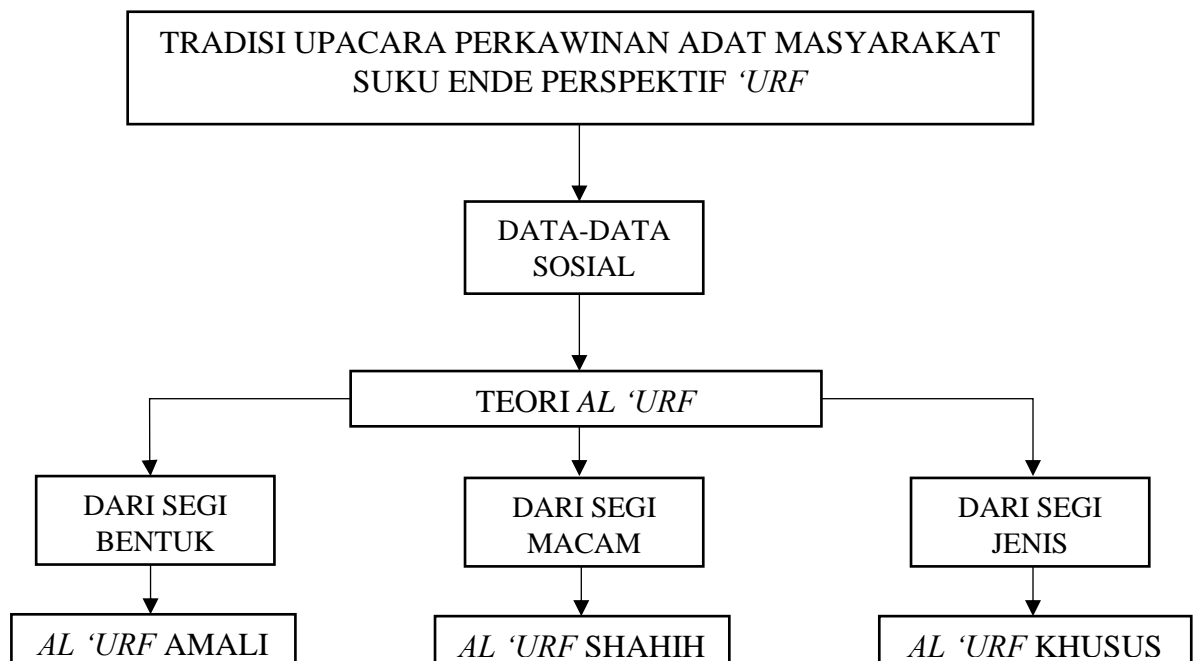 TRADISI UPACARA PERKAWINAN ADAT MASYARAKAT
SUKU ENDE PERSPEKTIF ‘URF
DATA-DATA
SOSIAL
TEORI AL ‘URF
DARI SEGI
BENTUK
DARI SEGI
MACAM
DARI SEGI
JENIS
AL ‘URF AMALI
AL ‘URF SHAHIH
AL ‘URF KHUSUS